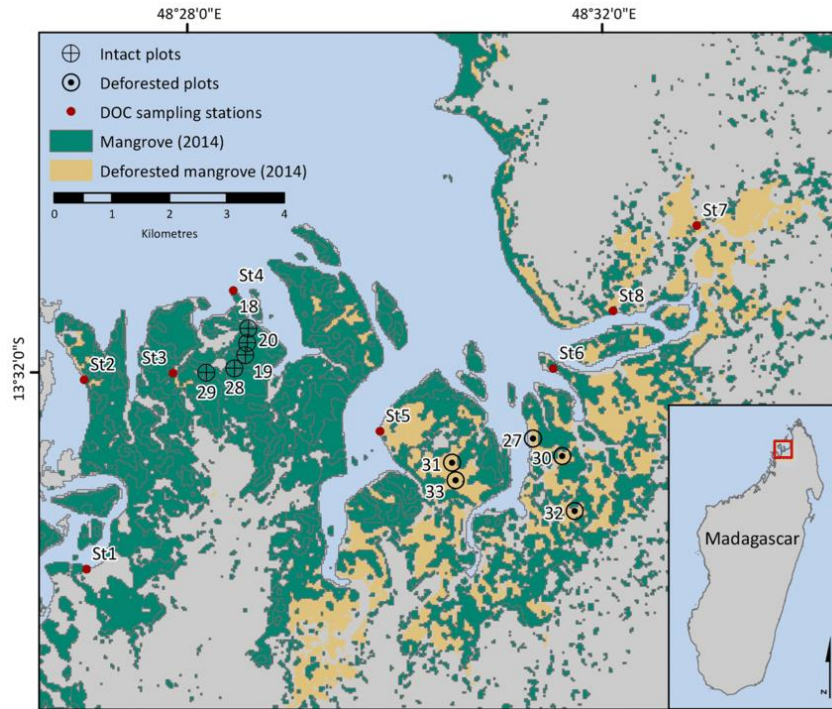 48°28'0"E
48°32'0"E
Intact plots
Deforested plots
DOC sampling stations
Mangrove (2014)
Deforested mangrove (2014)
0 1 2 3 4
Kilometres
13°32'0"S
St7
St4
18
St8
20
St2
St3
St6
19
29
28
St5
27
31
30
33
32
St1
Madagascar
N